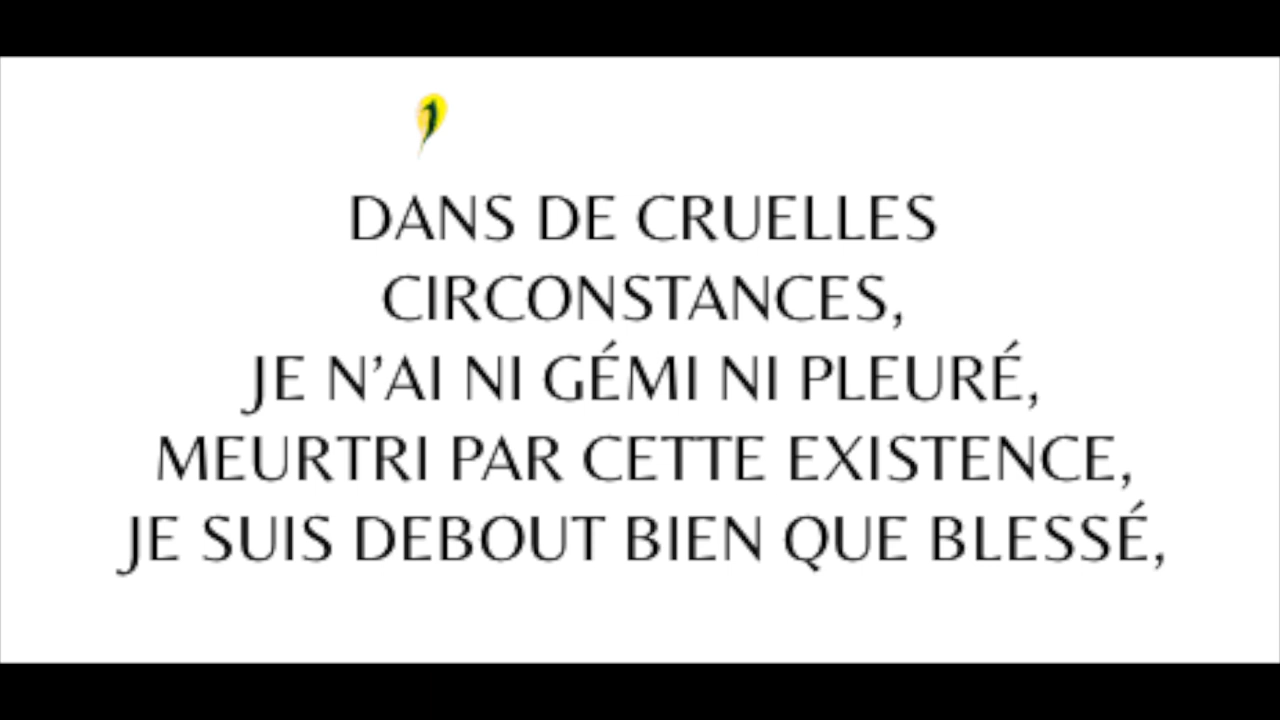 DANS DE CRUELLES
CIRCONSTANCES,
JE N’AI NI GÉMI NI PLEURÉ,
MEURTRI PAR CETTE EXISTENCE,
JE SUIS DEBOUT BIEN QUE BLESSÉ,